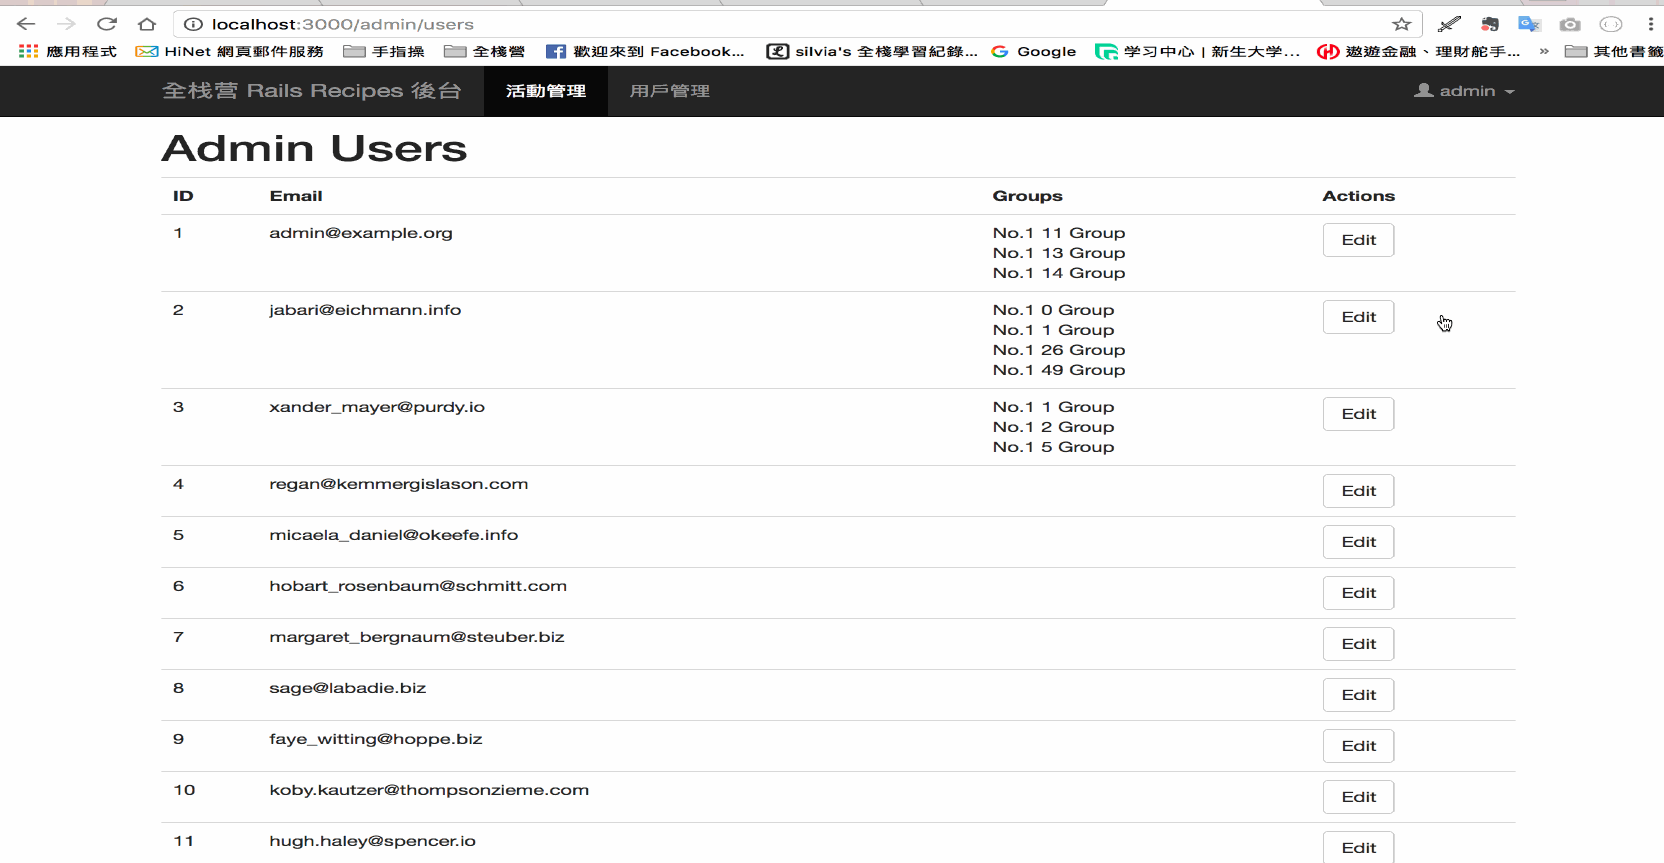 localhost:3000/admin/users
應用程式 HiNet 網頁郵件服務 手指操 全棧營 歡迎來到 Facebook... silvia's 全棧學習紀錄... Google 学习中心 | 新生大学... 遨遊金融、理財舵手... » 其他書籤
全栈营 Rails Recipes 後台 活動管理 用戶管理 admin
Admin Users
ID Email Groups Actions
1 admin@example.org No.1 11 Group Edit
No.1 13 Group
No.1 14 Group
2 jabari@eichmann.info No.1 0 Group Edit
No.1 1 Group
No.1 26 Group
No.1 49 Group
3 xander_mayer@purdy.io No.1 1 Group Edit
No.1 2 Group
No.1 5 Group
4 regan@kemmergislason.com Edit
5 micaela_daniel@okeefe.info Edit
6 hobart_rosenbaum@schmitt.com Edit
7 margaret_bergnaum@steuber.biz Edit
8 sage@labadie.biz Edit
9 faye_witting@hoppe.biz Edit
10 koby.kautzer@thompsonzieme.com Edit
11 hugh.haley@spencer.io Edit